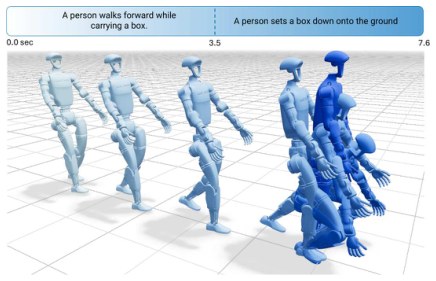 A person walks forward while
carrying a box.
A person sets a box down onto the ground
0.0 sec
3.5
7.6